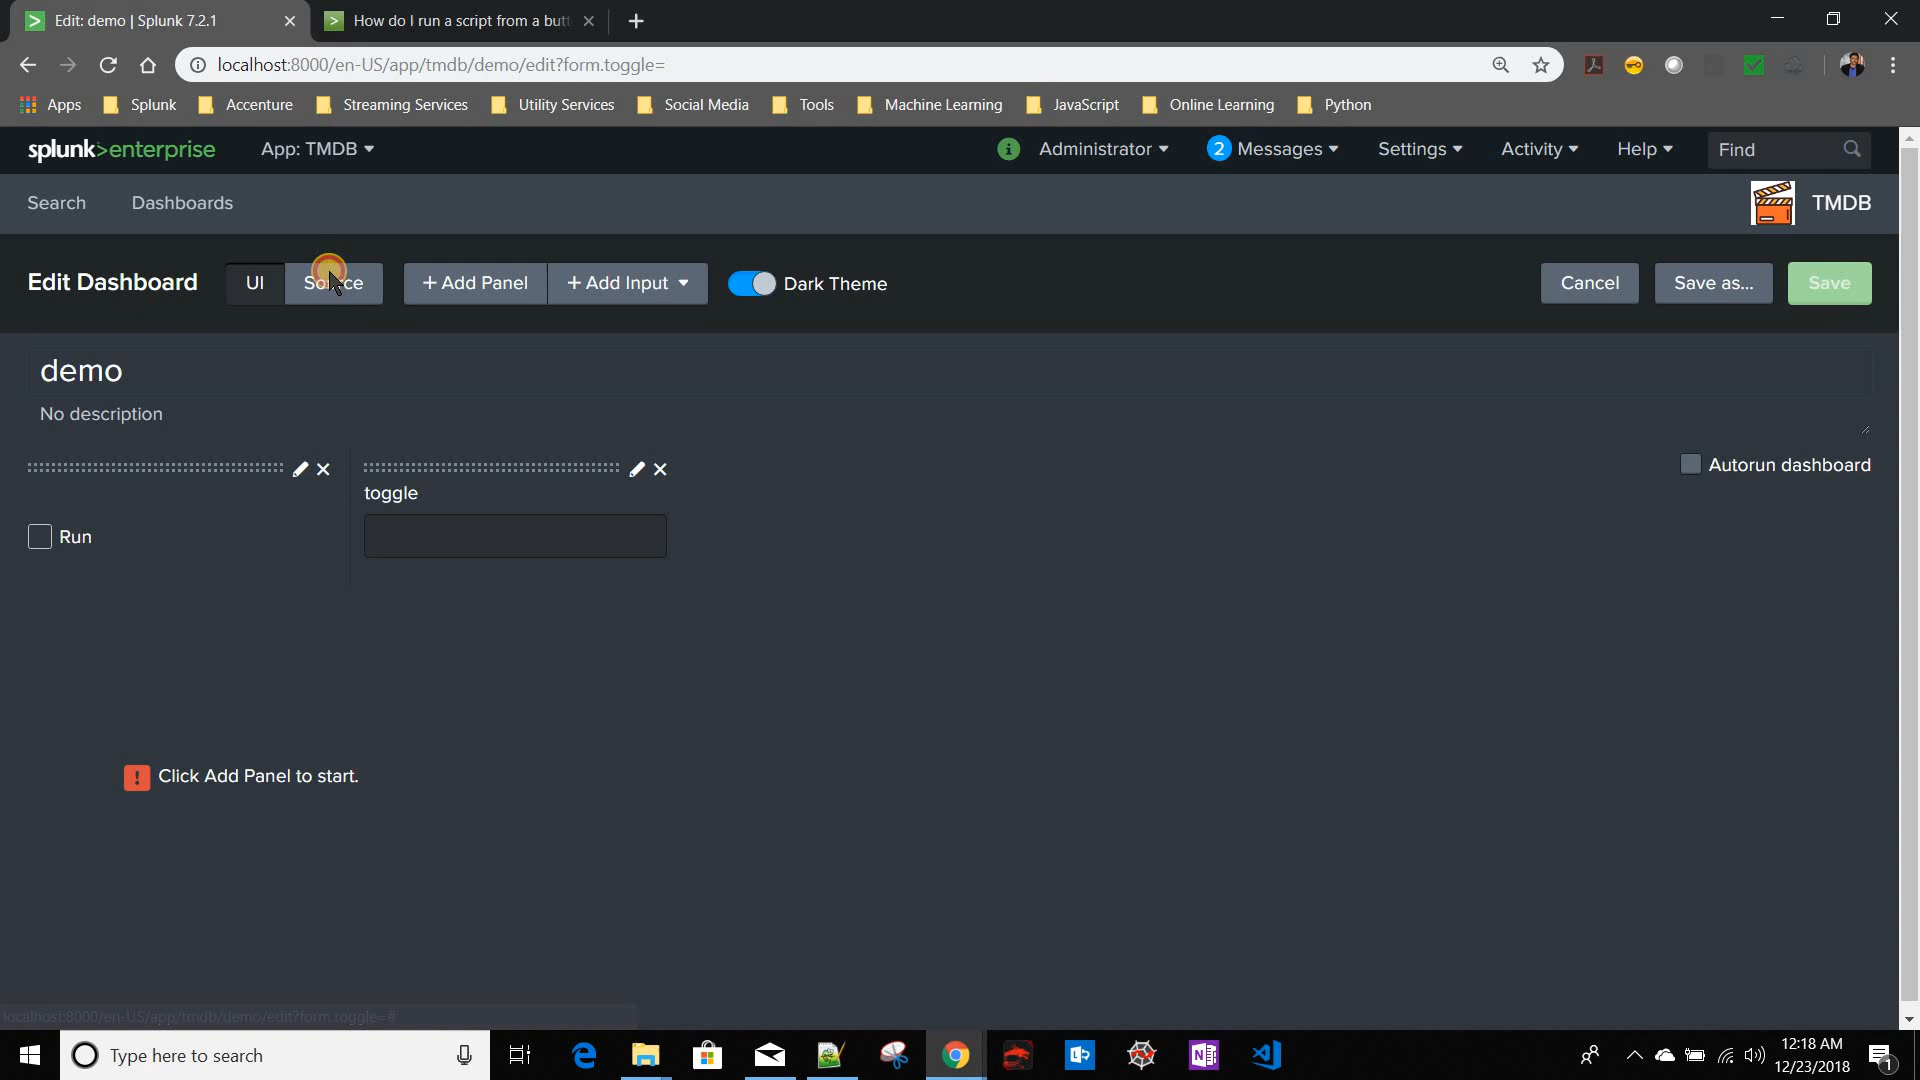 Edit: demo | Splunk 7.2.1
How do I run a script from a butt
localhost:8000/en-US/app/tmdb/demo/edit?form.toggle=
Apps Splunk Accenture Streaming Services Utility Services Social Media Tools Machine Learning JavaScript Online Learning Python
splunk>enterprise App: TMDB Administrator 2 Messages Settings Activity Help Find
Search Dashboards TMDB
Edit Dashboard UI Source + Add Panel + Add Input Dark Theme Cancel Save as... Save
demo
No description
Autorun dashboard
toggle
Run
! Click Add Panel to start.
localhost:8000/en-US/app/tmdb/demo/edit?form.toggle=#
Type here to search
12:18 AM
12/23/2018
1